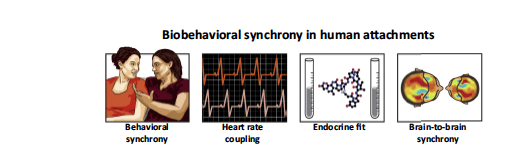 Biobehavioral synchrony in human attachments
Behavioral
synchrony
Heart rate
coupling
Endocrine fit
Brain-to-brain
synchrony